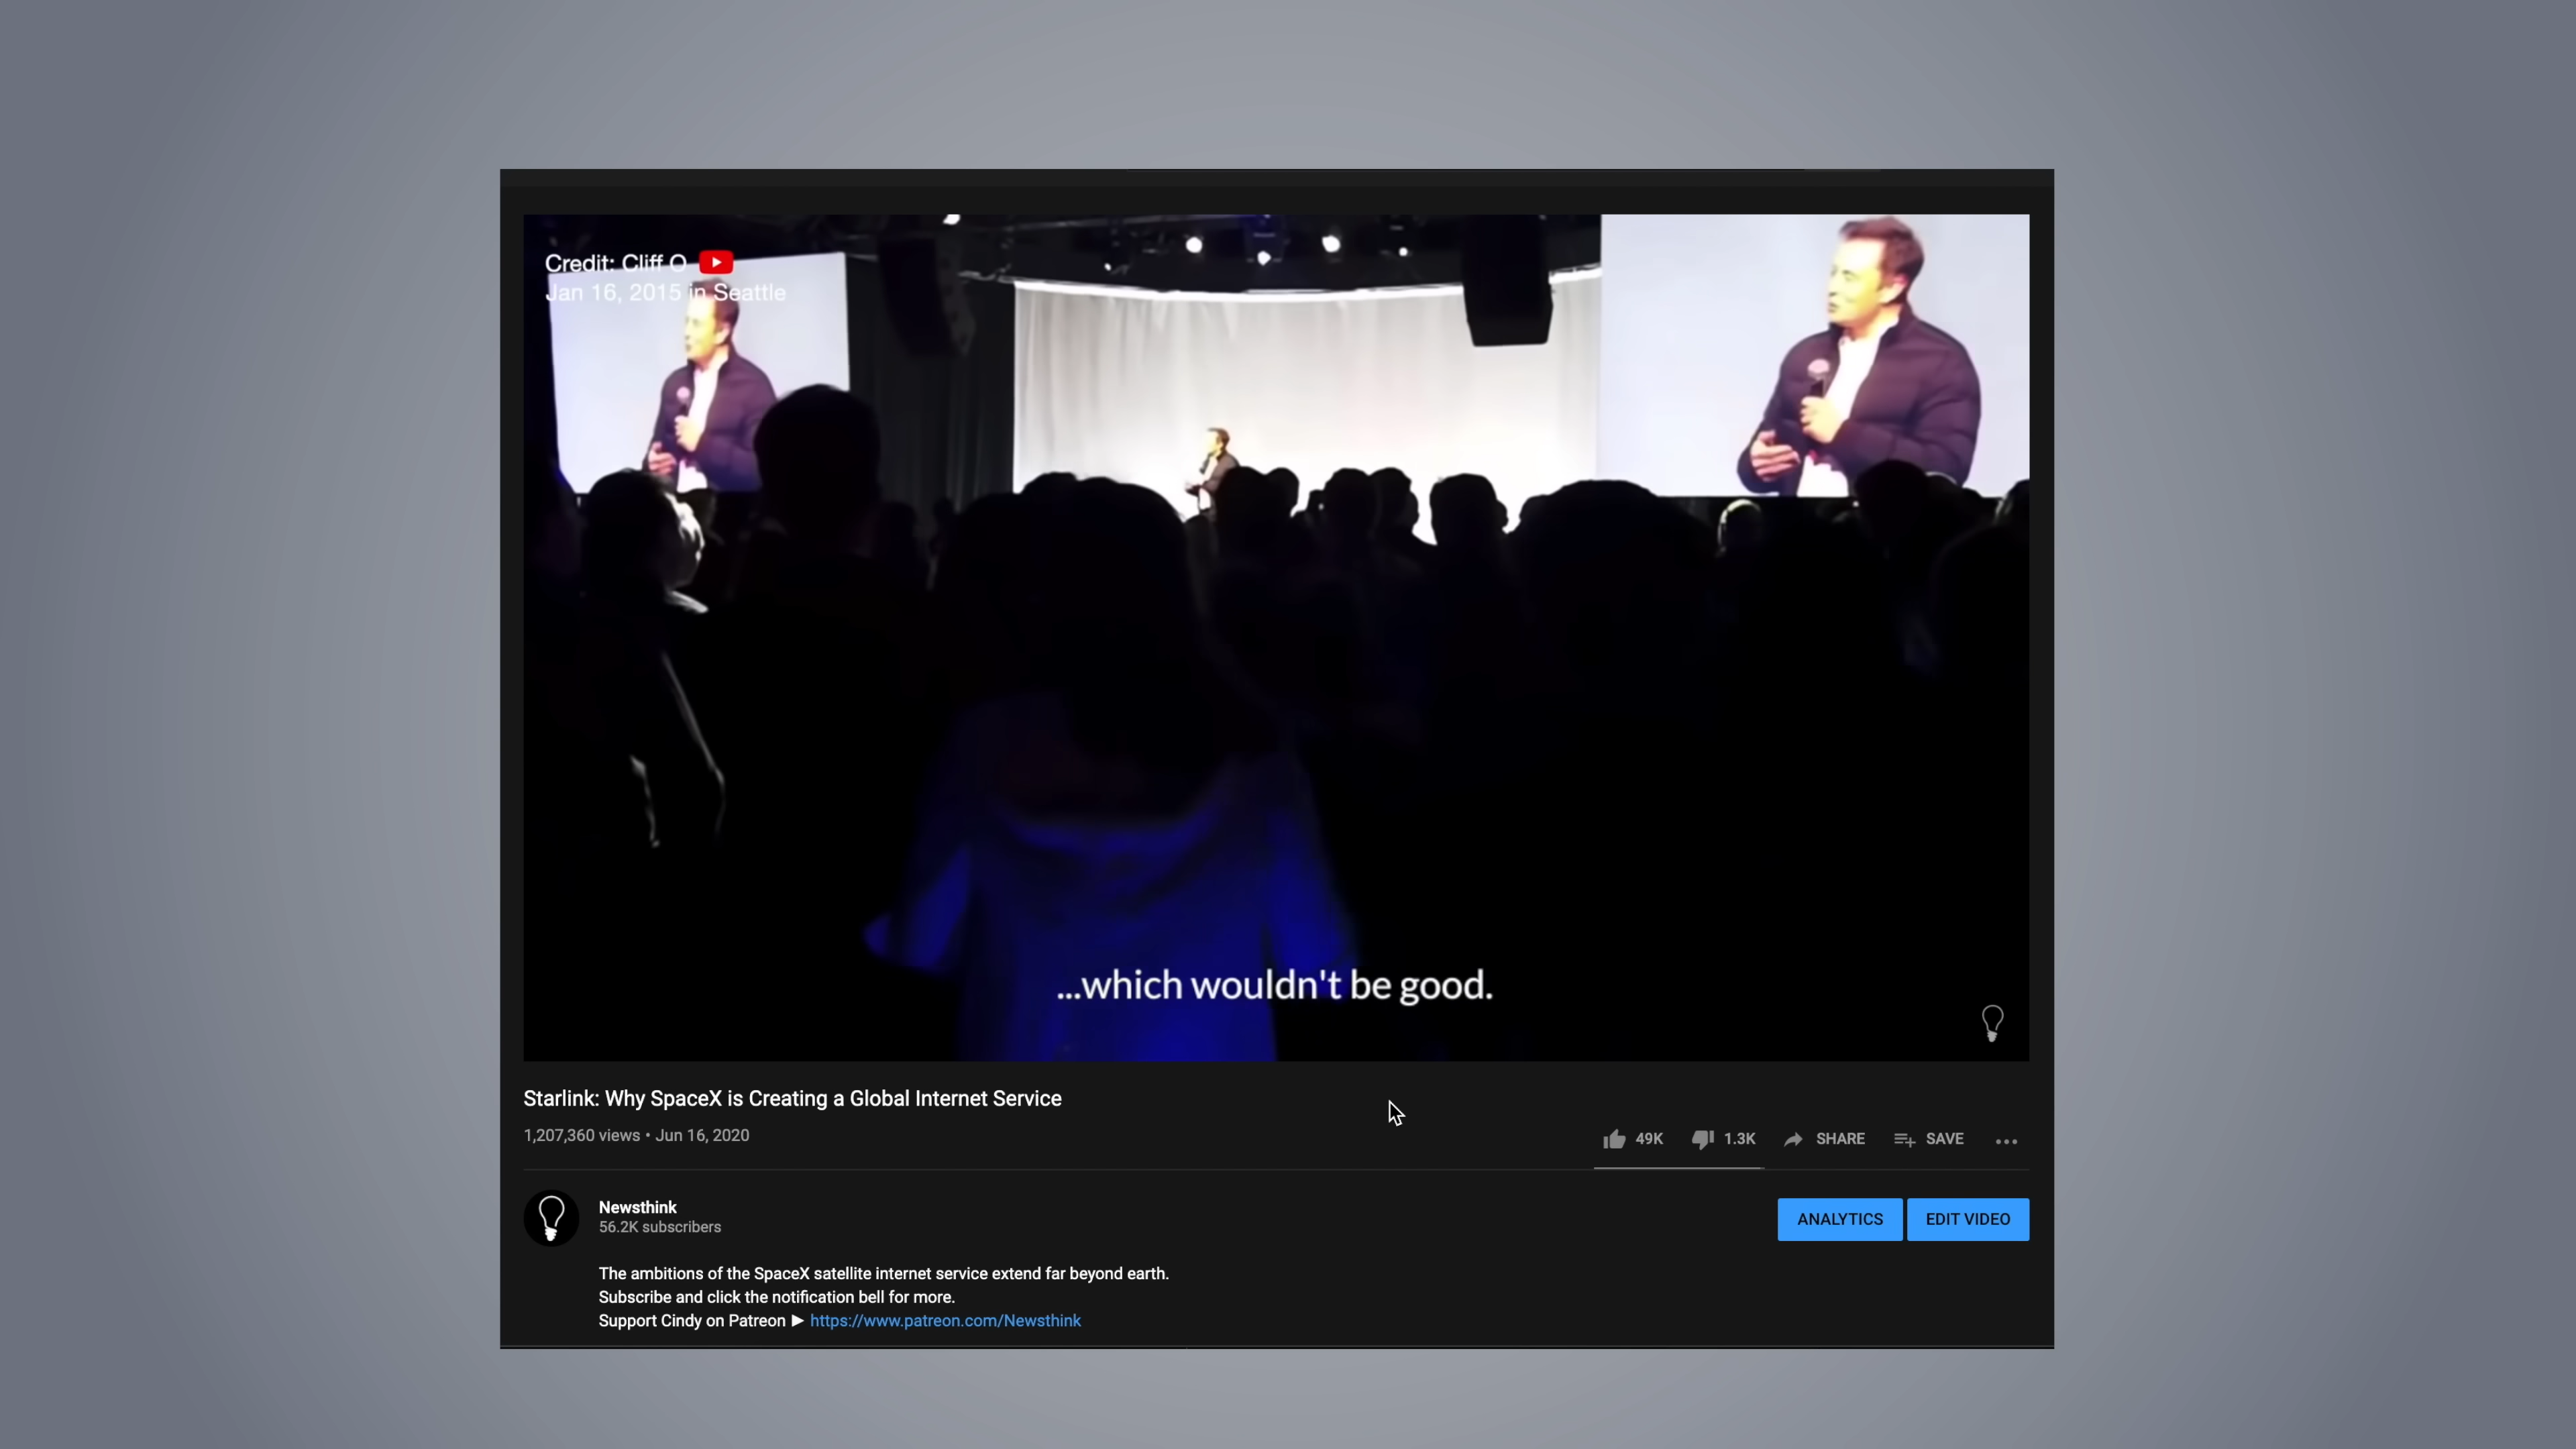 Credit: Cliff O
Jan 16, 2015 in Seattle
...which wouldn't be good.
Starlink: Why SpaceX is Creating a Global Internet Service
1,207,360 views • Jun 16, 2020
49K 1.3K SHARE SAVE ...
Newsthink
56.2K subscribers
ANALYTICS EDIT VIDEO
The ambitions of the SpaceX satellite internet service extend far beyond earth.
Subscribe and click the notification bell for more.
Support Cindy on Patreon ▶ https://www.patreon.com/Newsthink